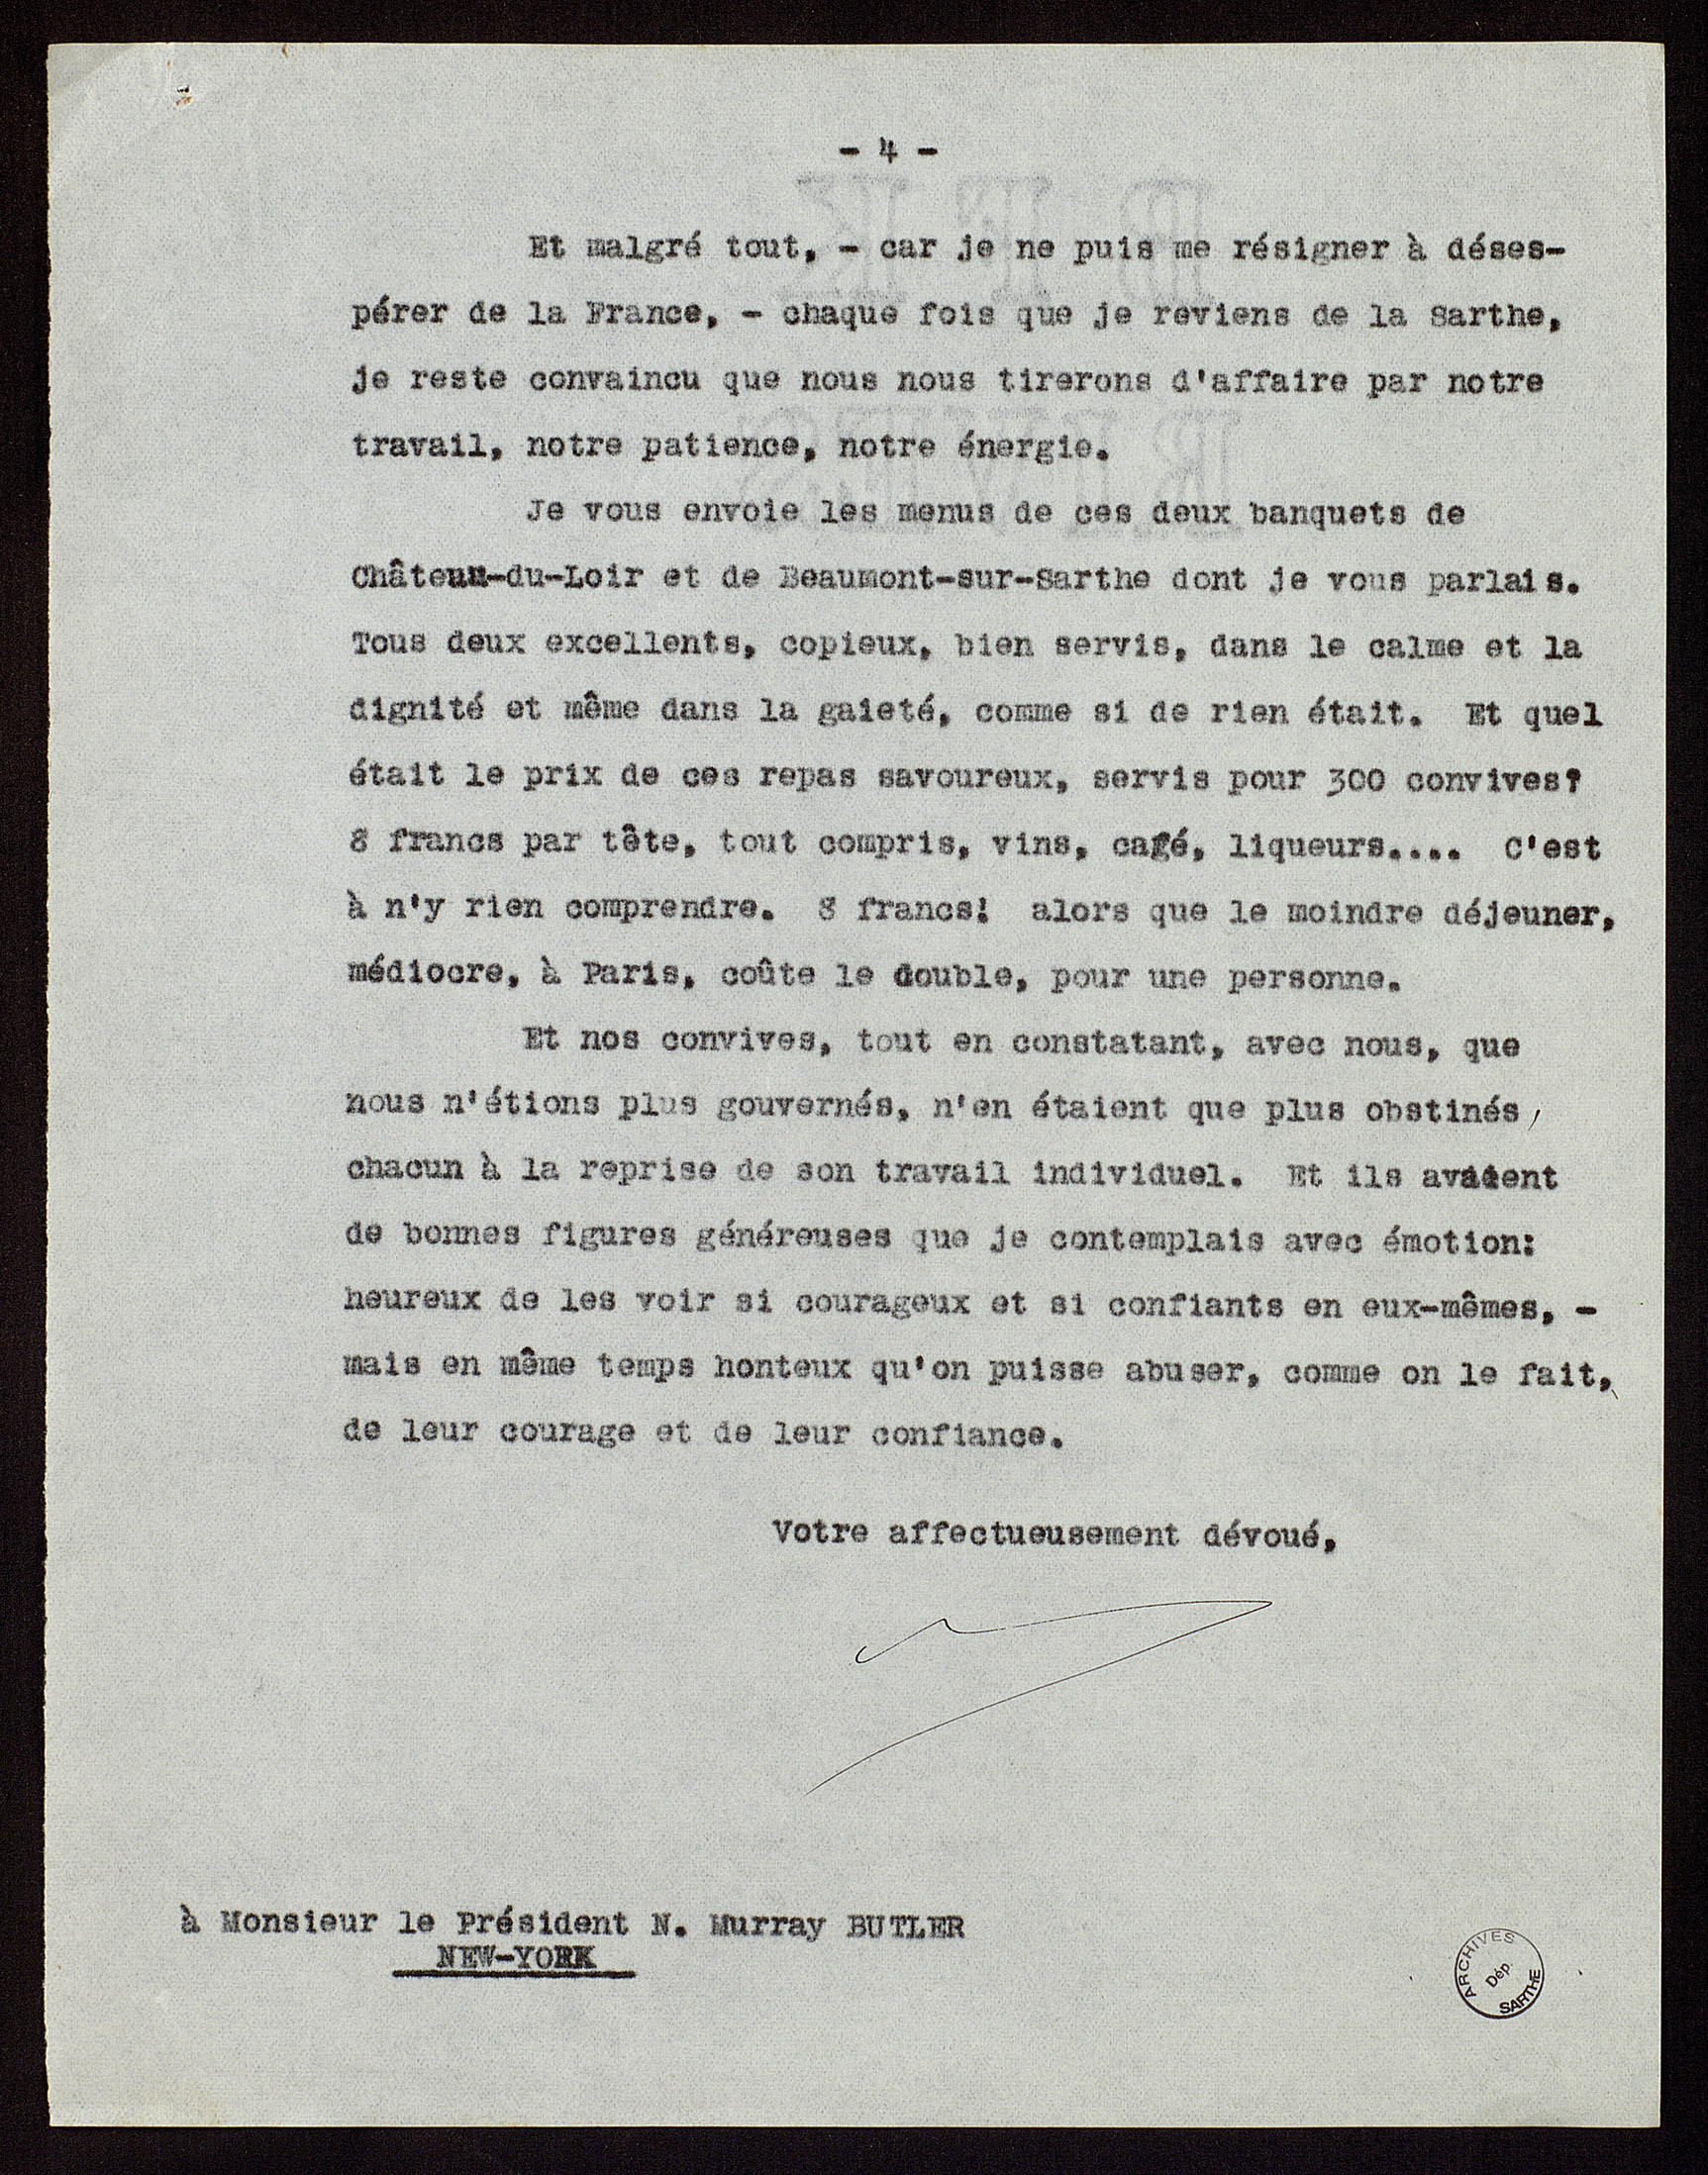 - 4 -
Et malgré tout, - car je ne puis me résigner à déses-
pérer de la France, - chaque fois que je reviens de la Sarthe,
je reste convaincu que nous nous tirerons d'affaire par notre
travail, notre patience, notre énergie.
Je vous envoie les menus de ces deux banquets de
Château-du-Loir et de Beaumont-sur-Sarthe dont je vous parlais.
Tous deux excellents, copieux, bien servis, dans le calme et la
dignité et même dans la gaieté, comme si de rien était. Et quel
était le prix de ces repas savoureux, servis pour 300 convives?
8 francs par tête, tout compris, vins, café, liqueurs.... C'est
à n'y rien comprendre. 8 francs! alors que le moindre déjeuner,
médiocre, à Paris, coûte le double, pour une personne.
Et nos convives, tout en constatant, avec nous, que
nous n'étions plus gouvernés, n'en étaient que plus obstinés,
chacun à la reprise de son travail individuel. Et ils avaient
de bonnes figures généreuses que je contemplais avec émotion:
heureux de les voir si courageux et si confiants en eux-mêmes, -
mais en même temps honteux qu'on puisse abuser, comme on le fait,
de leur courage et de leur confiance.
Votre affectueusement dévoué,
à Monsieur le Président N. Murray BUTLER
NEW-YORK
ARCHIVES
Dép.
SARTHE